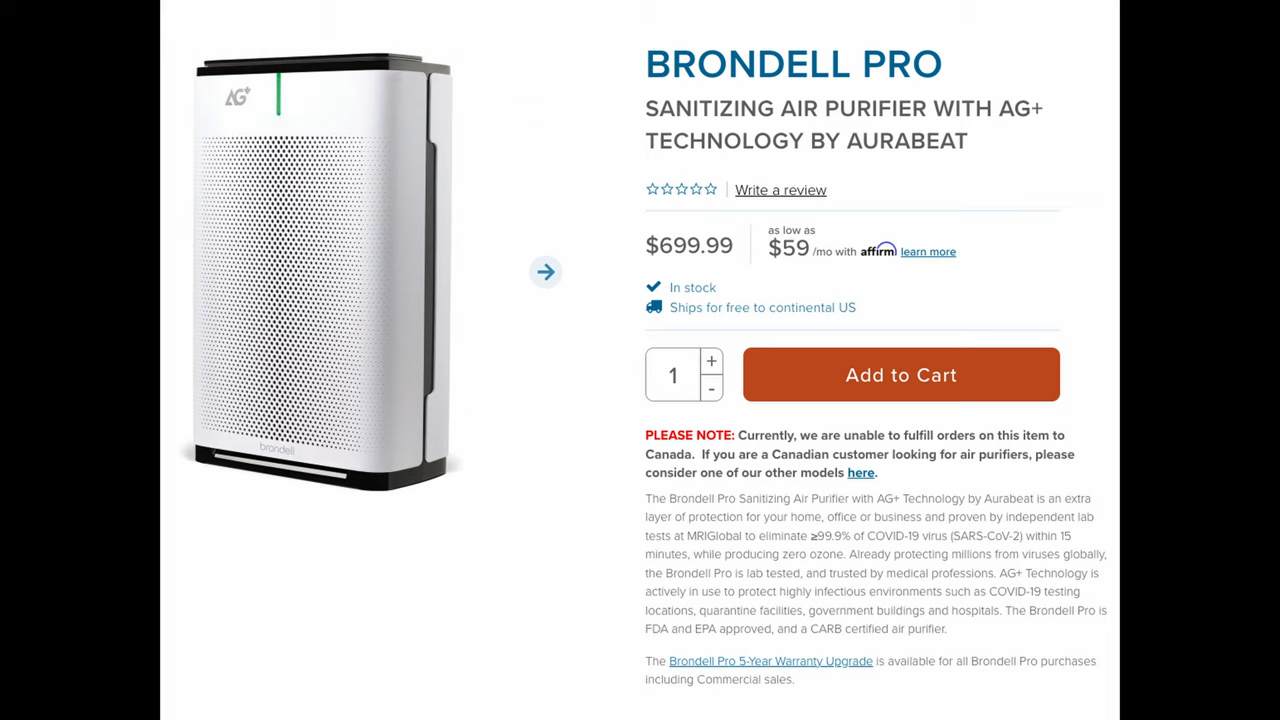 AG+
brondell
BRONDELL PRO
SANITIZING AIR PURIFIER WITH AG+
TECHNOLOGY BY AURABEAT
Write a review
$699.99
as low as
$59 /mo with affirm learn more
In stock
Ships for free to continental US
1
+
-
Add to Cart
PLEASE NOTE: Currently, we are unable to fulfill orders on this item to
Canada. If you are a Canadian customer looking for air purifiers, please
consider one of our other models here.
The Brondell Pro Sanitizing Air Purifier with AG+ Technology by Aurabeat is an extra
layer of protection for your home, office or business and proven by independent lab
tests at MRIGlobal to eliminate ≥99.9% of COVID-19 virus (SARS-CoV-2) within 15
minutes, while producing zero ozone. Already protecting millions from viruses globally,
the Brondell Pro is lab tested, and trusted by medical professions. AG+ Technology is
actively in use to protect highly infectious environments such as COVID-19 testing
locations, quarantine facilities, government buildings and hospitals. The Brondell Pro is
FDA and EPA approved, and a CARB certified air purifier.
The Brondell Pro 5-Year Warranty Upgrade is available for all Brondell Pro purchases
including Commercial sales.